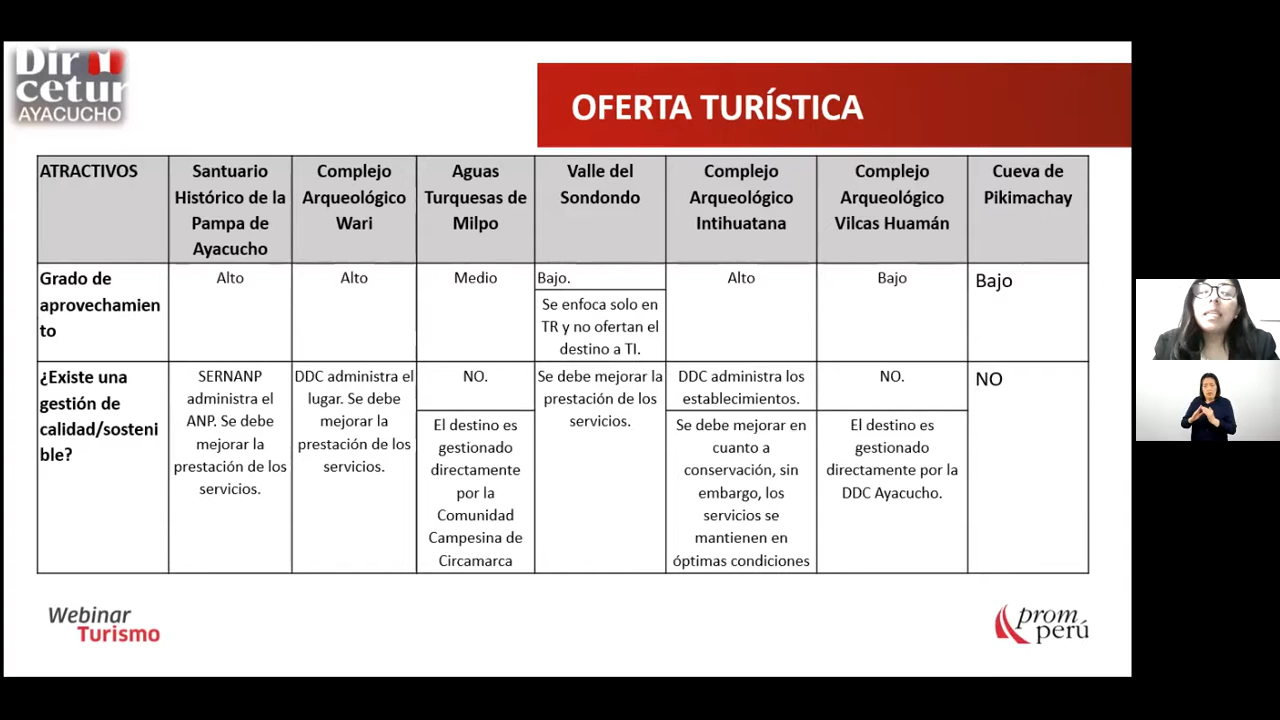 Dir
cetur
AYACUCHO
OFERTA TURÍSTICA
ATRACTIVOS
Santuario
Histórico de la
Pampa de
Ayacucho
Complejo
Arqueológico
Wari
Aguas
Turquesas de
Milpo
Valle del
Sondondo
Complejo
Arqueológico
Intihuatana
Complejo
Arqueológico
Vilcas Huamán
Cueva de
Pikimachay
Grado de
aprovechamien
to
Alto
Alto
Medio
Bajo.
Se enfoca solo en
TR y no ofertan el
destino a TI.
Alto
Bajo
Bajo
¿Existe una
gestión de
calidad/sosteni
ble?
SERNANP
administra el
ANP. Se debe
mejorar la
prestación de los
servicios.
DDC administra el
lugar. Se debe
mejorar la
prestación de los
servicios.
NO.
El destino es
gestionado
directamente
por la
Comunidad
Campesina de
Circamarca
Se debe mejorar la
prestación de los
servicios.
DDC administra los
establecimientos.
Se debe mejorar en
cuanto a
conservación, sin
embargo, los
servicios se
mantienen en
óptimas condiciones
NO.
El destino es
gestionado
directamente por la
DDC Ayacucho.
NO
Webinar
Turismo
prom
perú